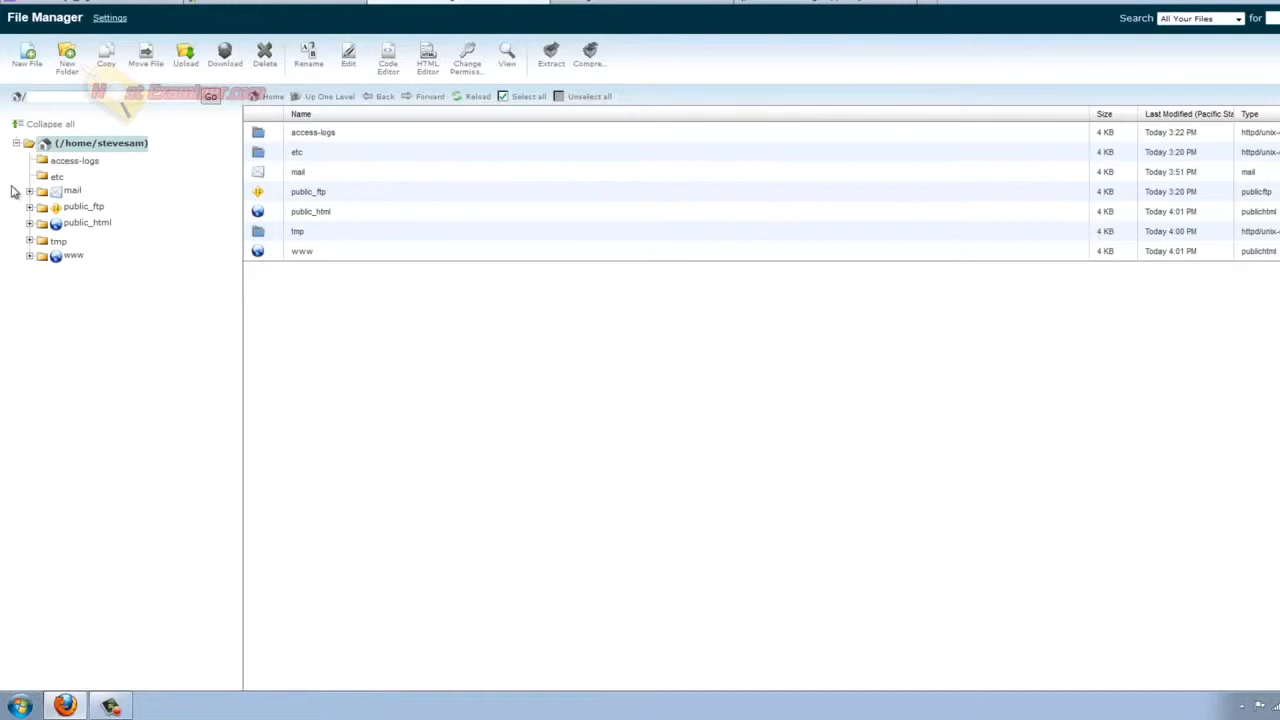 File Manager Settings Search All Your Files for
New File New Folder Copy Move File Upload Download Delete Rename Edit Code Editor HTML Editor Change Permiss... View Extract Compre...
/ Go Home Up One Level Back Forward Reload Select all Unselect all
Collapse all
(/home/stevesam)
access-logs
etc
mail
public_ftp
public_html
tmp
www
Name Size Last Modified (Pacific Sta Type
access-logs 4 KB Today 3:22 PM httpd/unix-
etc 4 KB Today 3:20 PM httpd/unix-
mail 4 KB Today 3:51 PM mail
public_ftp 4 KB Today 3:20 PM publicftp
public_html 4 KB Today 4:01 PM publichtml
tmp 4 KB Today 4:00 PM httpd/unix-
www 4 KB Today 4:01 PM publichtml